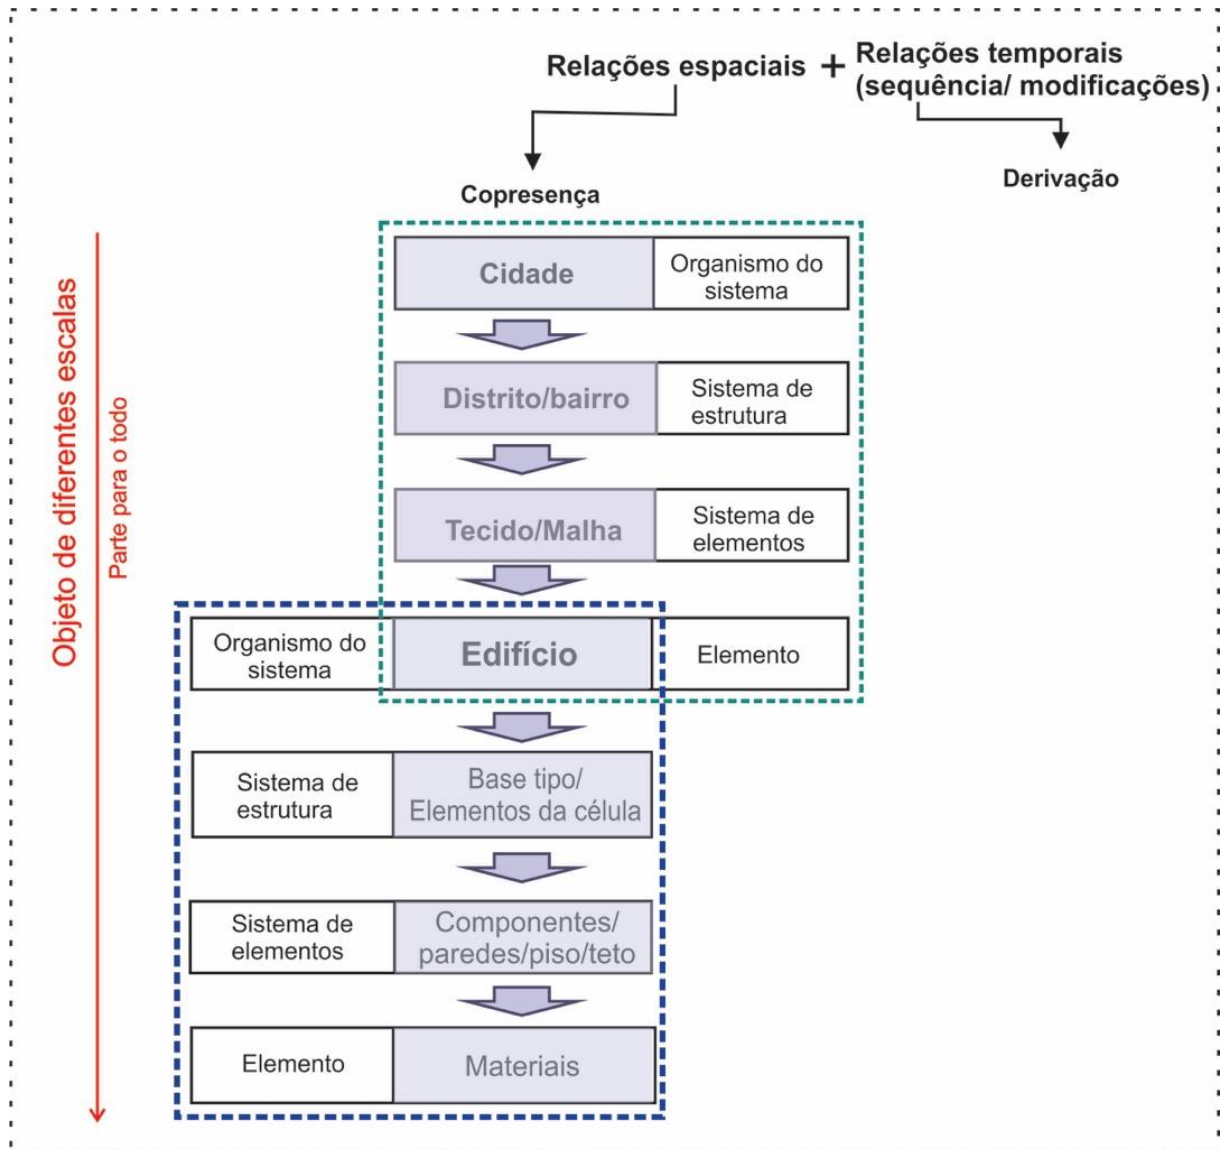 Relações espaciais + Relações temporais
(sequência/ modificações)
Copresença
Derivação
Objeto de diferentes escalas
Parte para o todo
Cidade
Organismo do
sistema
Distrito/bairro
Sistema de
estrutura
Tecido/Malha
Sistema de
elementos
Organismo do
sistema
Edifício
Elemento
Sistema de
estrutura
Base tipo/
Elementos da célula
Sistema de
elementos
Componentes/
paredes/piso/teto
Elemento
Materiais